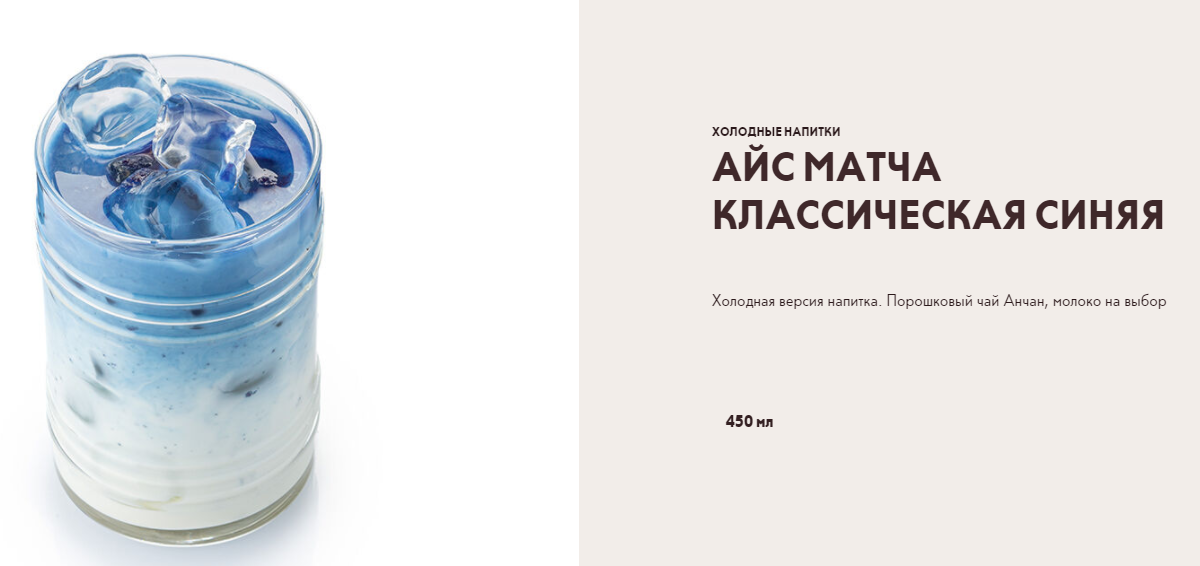 ХОЛОДНЫЕ НАПИТКИ
АЙС МАТЧА
КЛАССИЧЕСКАЯ СИНЯЯ
Холодная версия напитка. Порошковый чай Анчан, молоко на выбор
450 мл